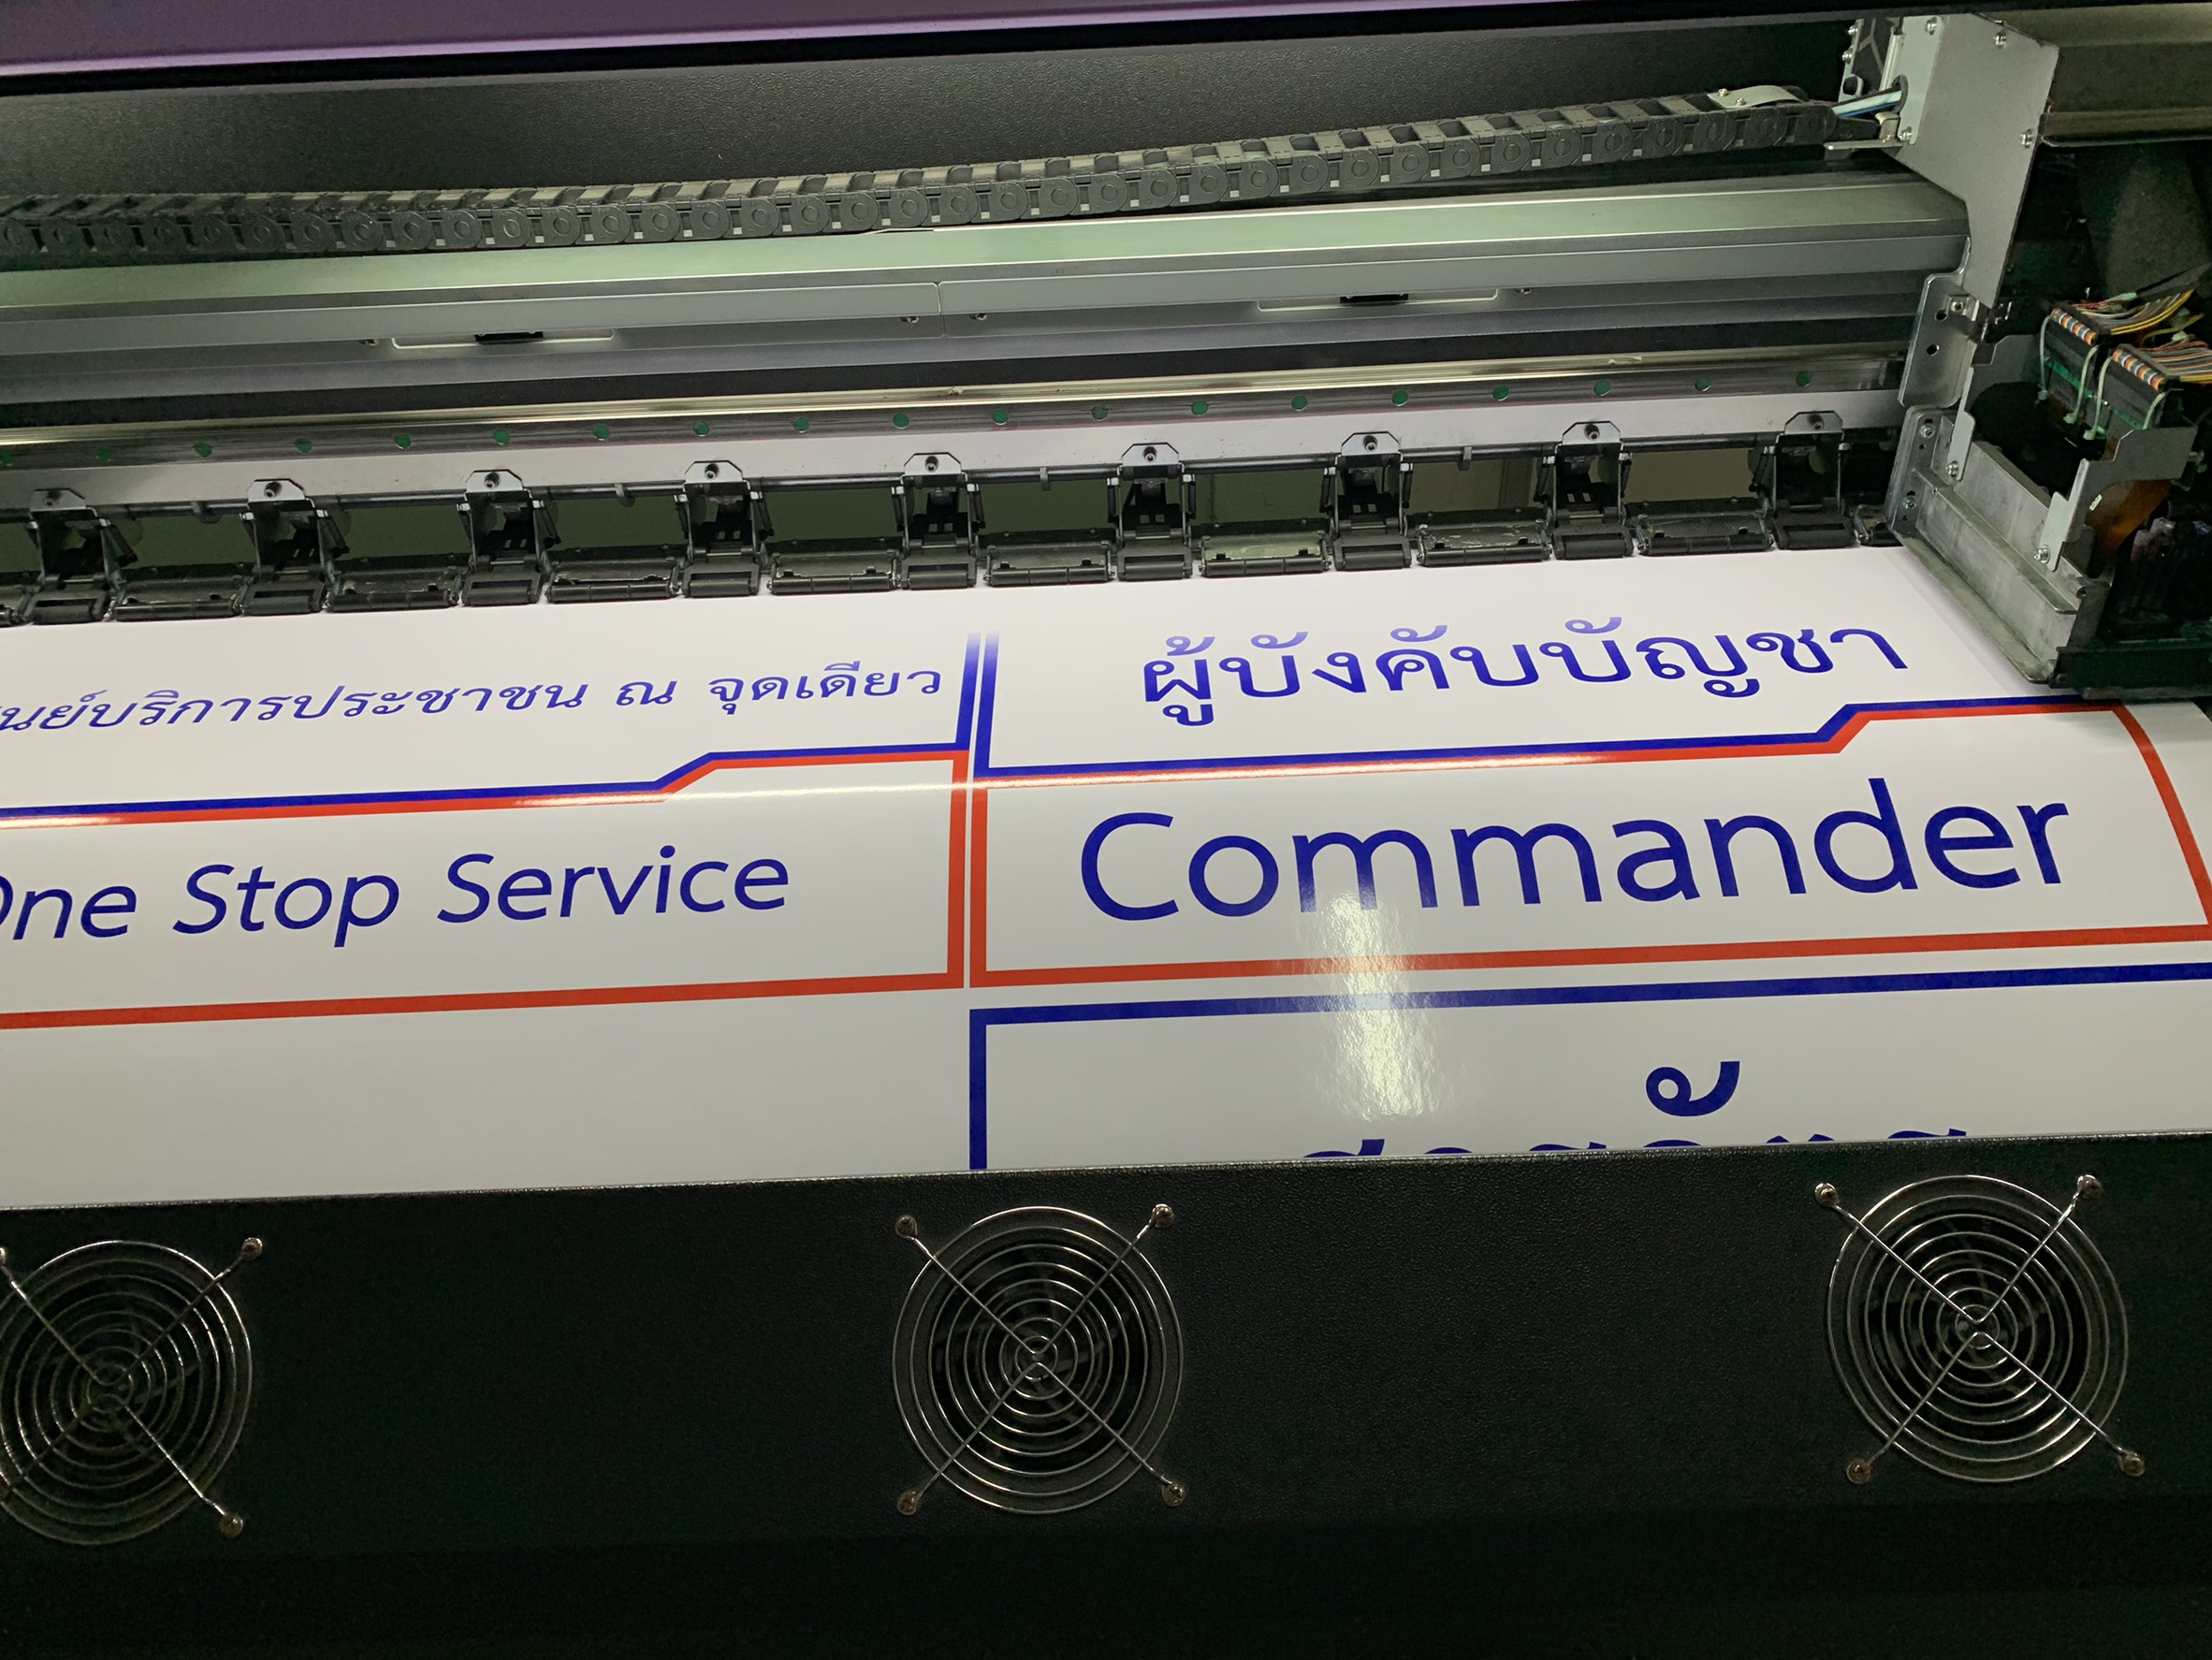 ศูนย์บริการประชาชน ณ จุดเดียว
One Stop Service
ผู้บังคับบัญชา
Commander